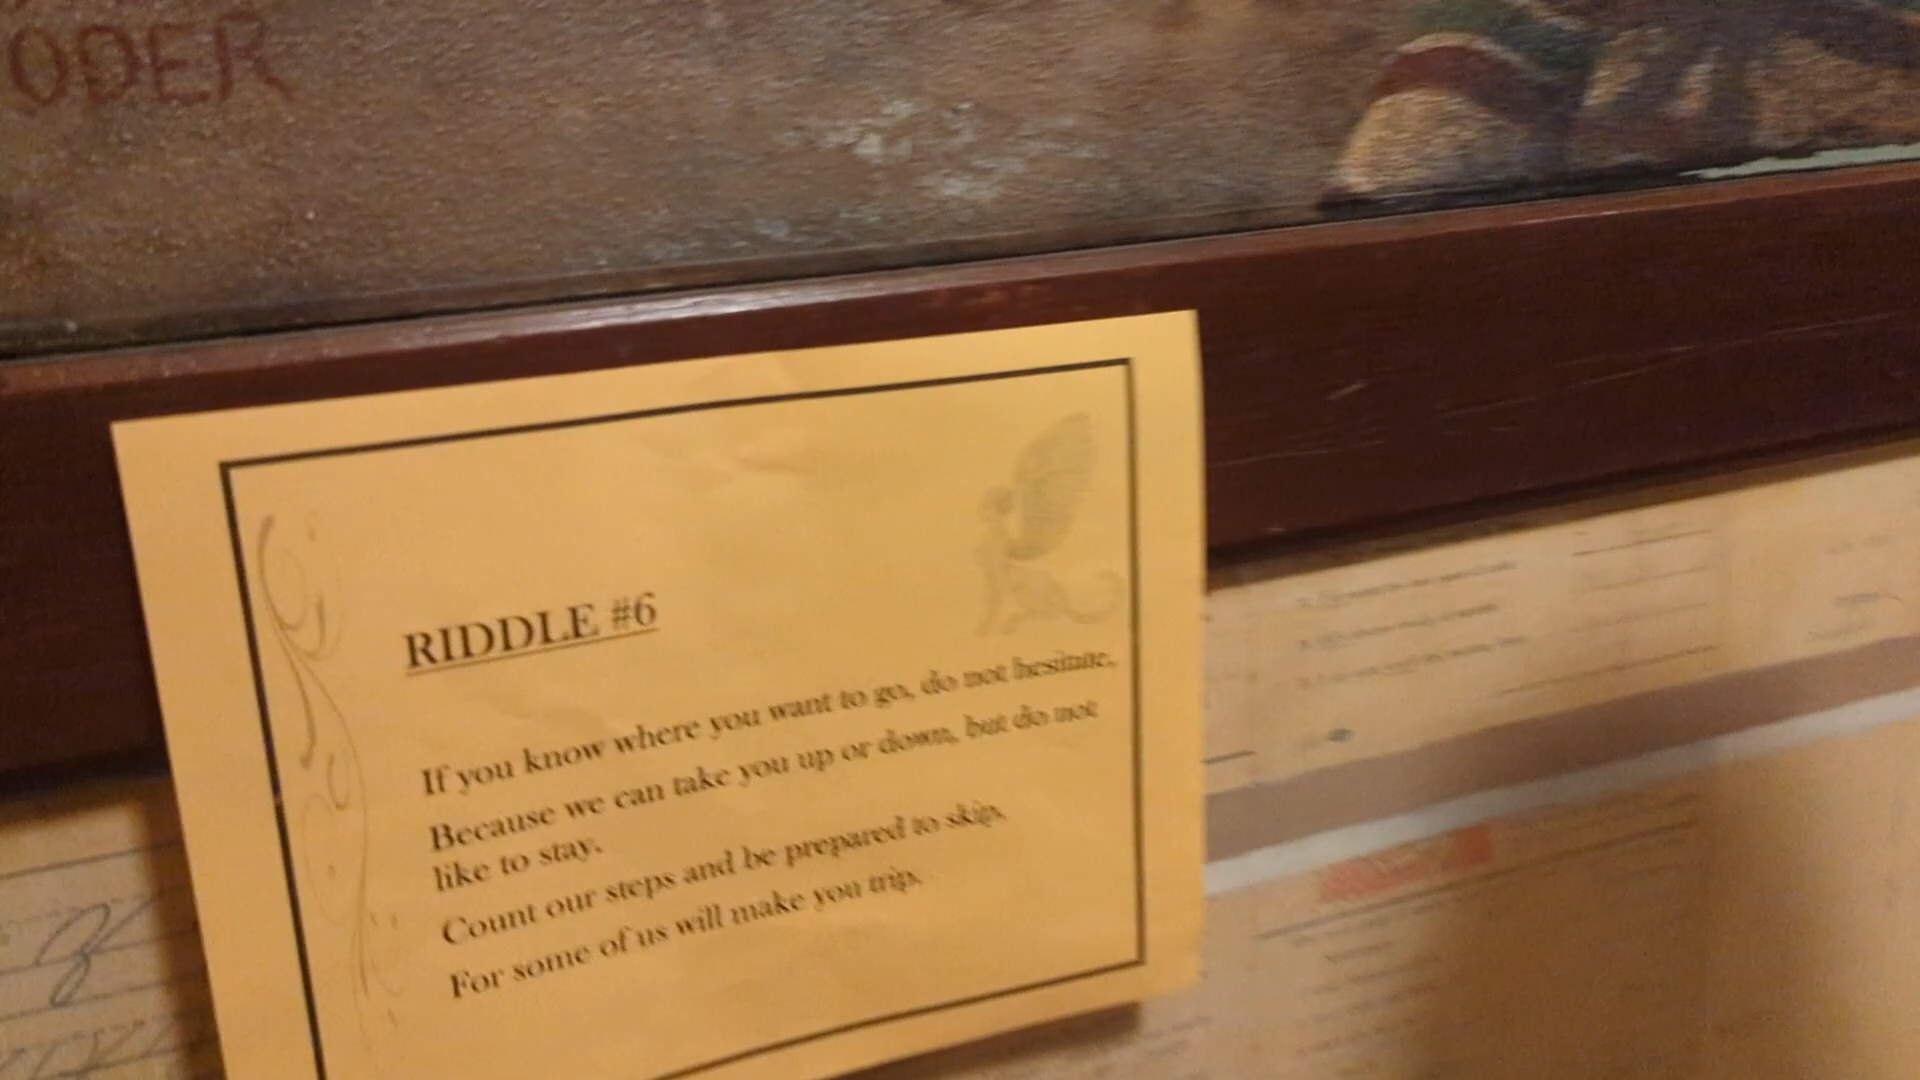 ODER
RIDDLE #6
If you know where you want to go, do not hesitate,
Because we can take you up or down, but do not
like to stay.
Count our steps and be prepared to skip,
For some of us will make you trip.